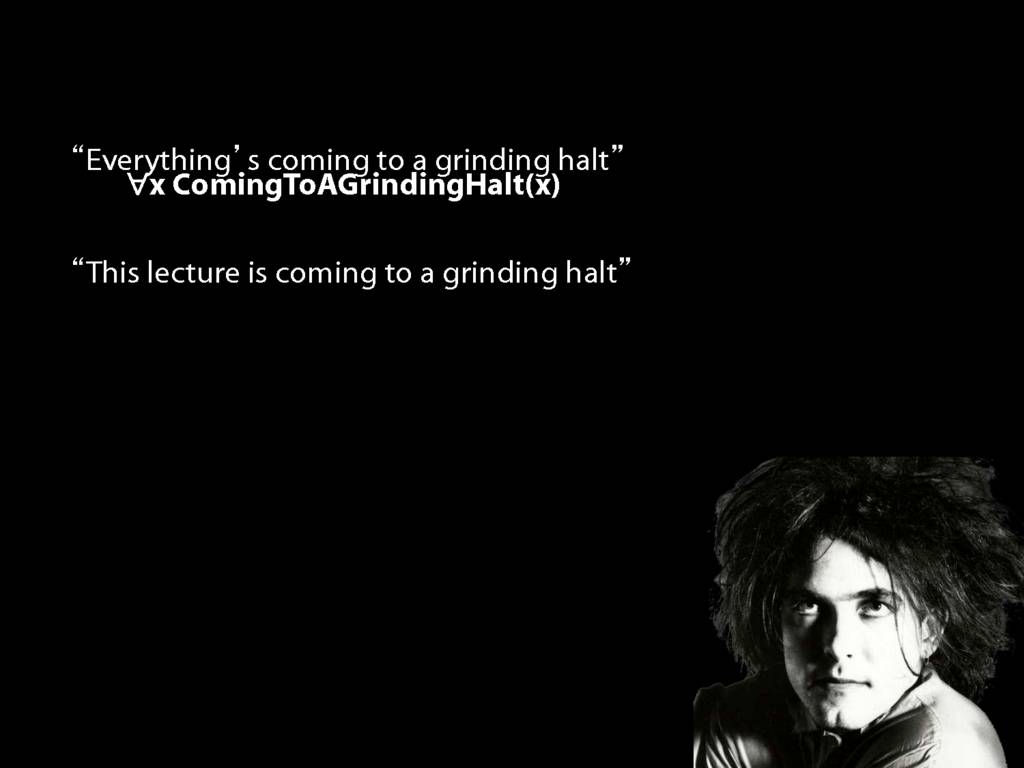 “Everything’s coming to a grinding halt”
∀x ComingToAGrindingHalt(x)
“This lecture is coming to a grinding halt”